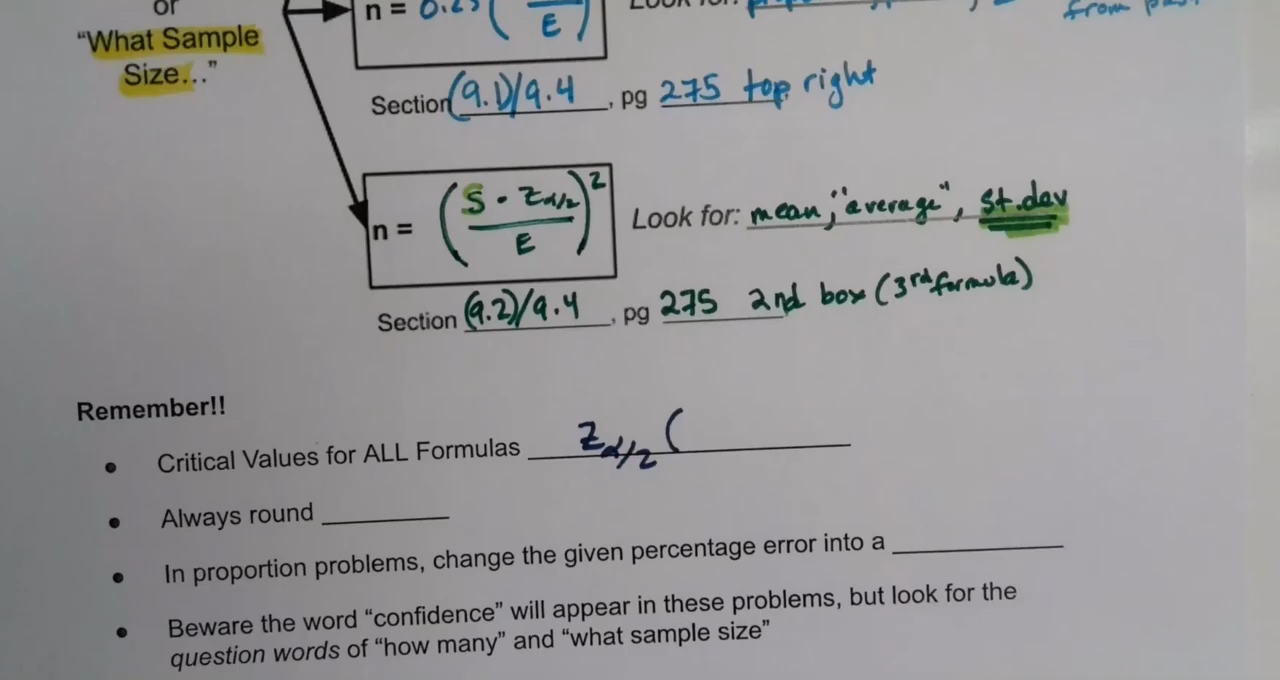 or
n = 0.25 ( E )
from
"What Sample
Size..."
Section (9.1)/9.4, pg 275 top right
n = ( S · Zα/2 / E )² Look for: mean; "average", st.dev
Section (9.2)/9.4, pg 275 2nd box (3rd formula)
Remember!!
• Critical Values for ALL Formulas Zα/2 (
• Always round
• In proportion problems, change the given percentage error into a
• Beware the word "confidence" will appear in these problems, but look for the
question words of "how many" and "what sample size"